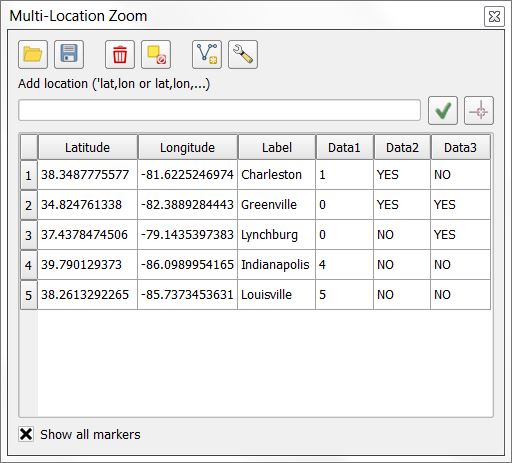 Multi-Location Zoom
Add location ('lat,lon or lat,lon,...)
Latitude Longitude Label Data1 Data2 Data3
1 38.3487775577 -81.6225246974 Charleston 1 YES NO
2 34.824761338 -82.3889284443 Greenville 0 YES YES
3 37.4378474506 -79.1435397383 Lynchburg 0 NO YES
4 39.790129373 -86.0989954165 Indianapolis 4 NO NO
5 38.2613292265 -85.7373453631 Louisville 5 NO NO
Show all markers